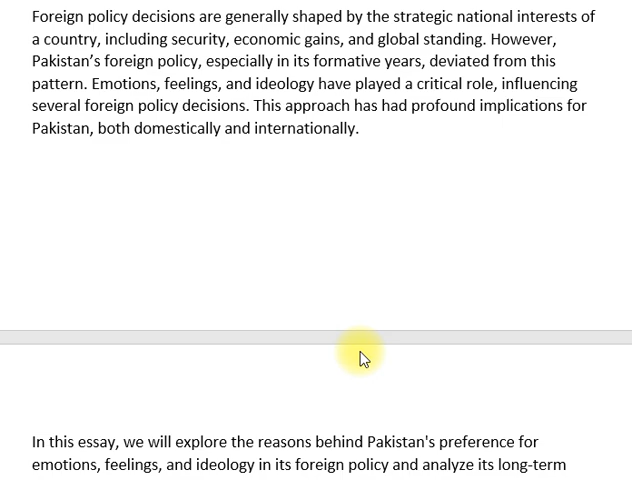 Foreign policy decisions are generally shaped by the strategic national interests of
a country, including security, economic gains, and global standing. However,
Pakistan’s foreign policy, especially in its formative years, deviated from this
pattern. Emotions, feelings, and ideology have played a critical role, influencing
several foreign policy decisions. This approach has had profound implications for
Pakistan, both domestically and internationally.
In this essay, we will explore the reasons behind Pakistan's preference for
emotions, feelings, and ideology in its foreign policy and analyze its long-term